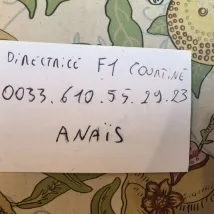 DIRECTRICE F1 COURTINE
0033.610.55.29.23
ANAÏS